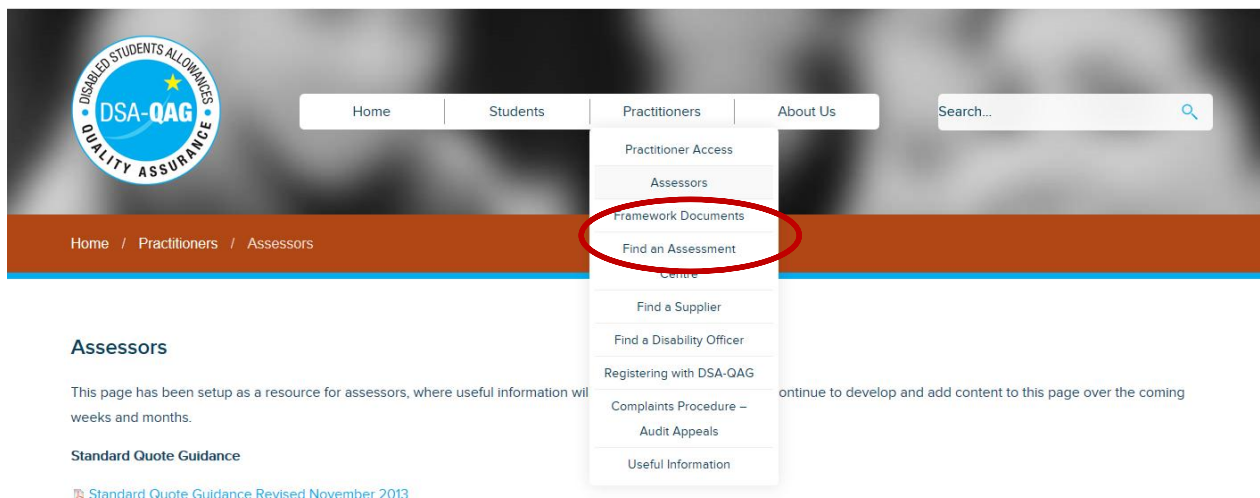 DISABLED STUDENTS ALLOWANCES
DSA-QAG
QUALITY ASSURANCE
Home
Students
Practitioners
About Us
Search...
Practitioner Access
Assessors
Framework Documents
Find an Assessment
Centre
Find a Supplier
Find a Disability Officer
Registering with DSA-QAG
Complaints Procedure –
Audit Appeals
Useful Information
Home / Practitioners / Assessors
Assessors
This page has been setup as a resource for assessors, where useful information wil ontinue to develop and add content to this page over the coming
weeks and months.
Standard Quote Guidance
Standard Quote Guidance Revised November 2013